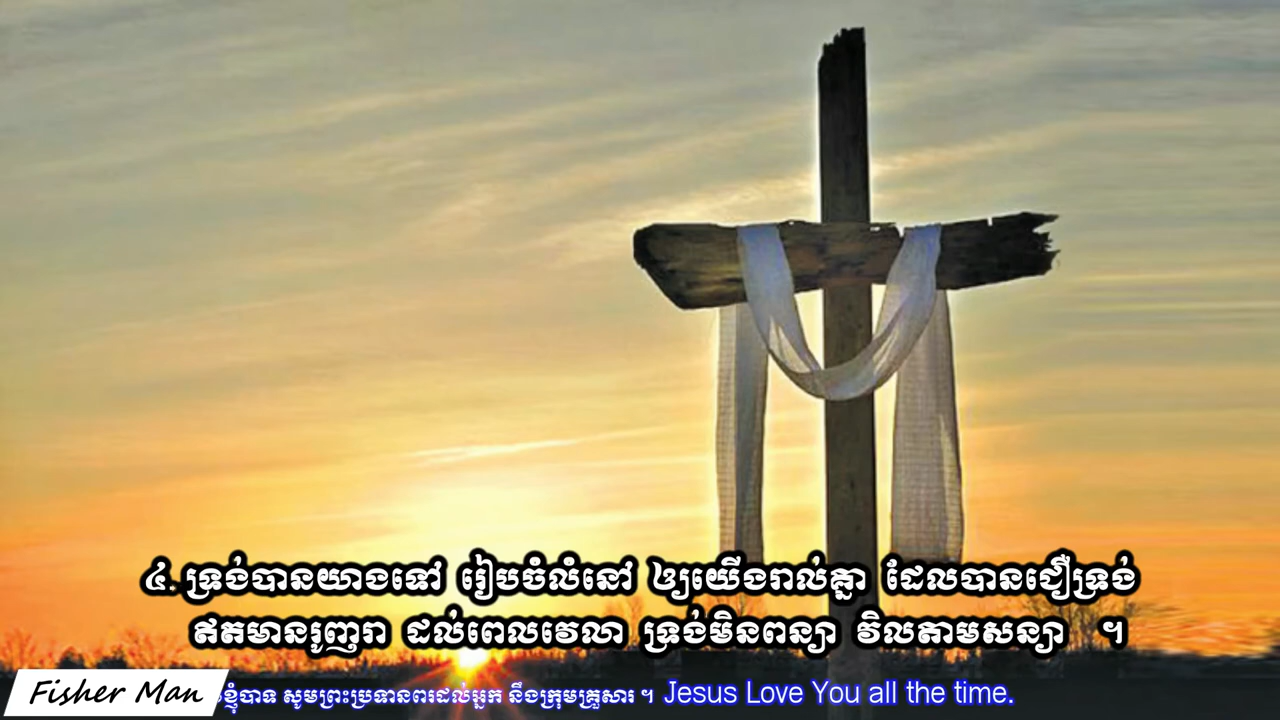 ៤. ទ្រង់បានយាងទៅ រៀបចំលំនៅ ឲ្យយើងរាល់គ្នា ដែលបានជឿទ្រង់
ឥតមានរួញរា ដល់ពេលវេលា ទ្រង់មិនពន្យា វិលតាមសន្យា ។
Fisher Man
ខ្ញុំបាទ សូមព្រះប្រទានពរដល់អ្នក នឹងក្រុមគ្រួសារ ។ Jesus Love You all the time.